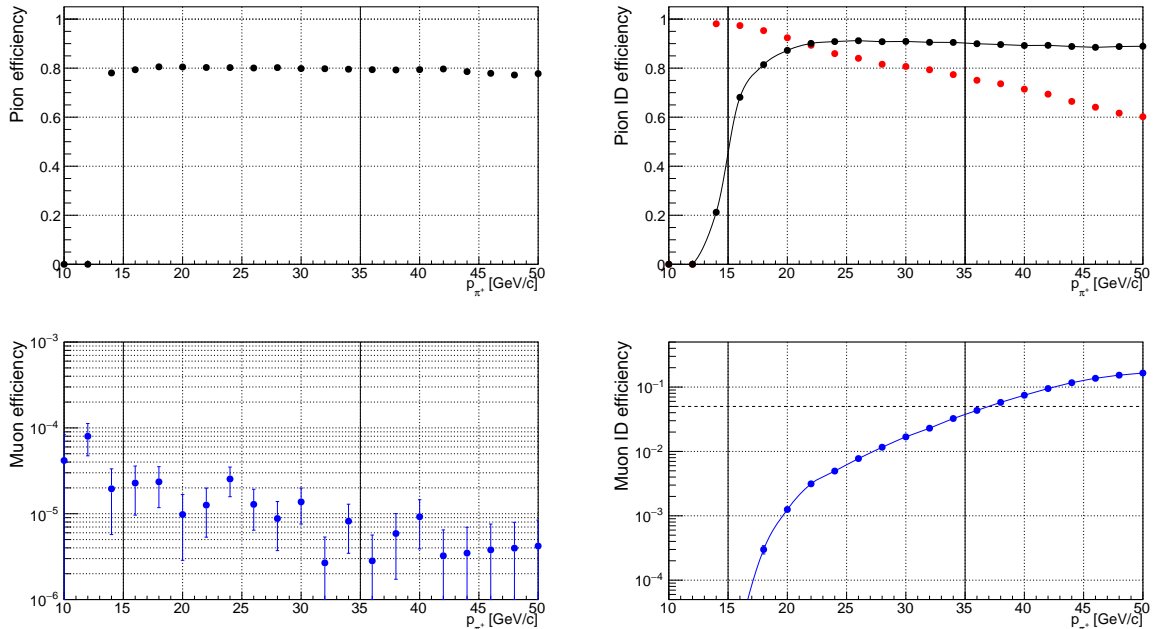 Pion efficiency
1
0.8
0.6
0.4
0.2
0
10 15 20 25 30 35 40 45 50
p_π⁺ [GeV/c]
Pion ID efficiency
1
0.8
0.6
0.4
0.2
0
10 15 20 25 30 35 40 45 50
p_π⁺ [GeV/c]
Muon efficiency
10⁻³
10⁻⁴
10⁻⁵
10⁻⁶
10 15 20 25 30 35 40 45 50
p_π⁺ [GeV/c]
Muon ID efficiency
10⁻¹
10⁻²
10⁻³
10⁻⁴
10 15 20 25 30 35 40 45 50
p_π⁺ [GeV/c]